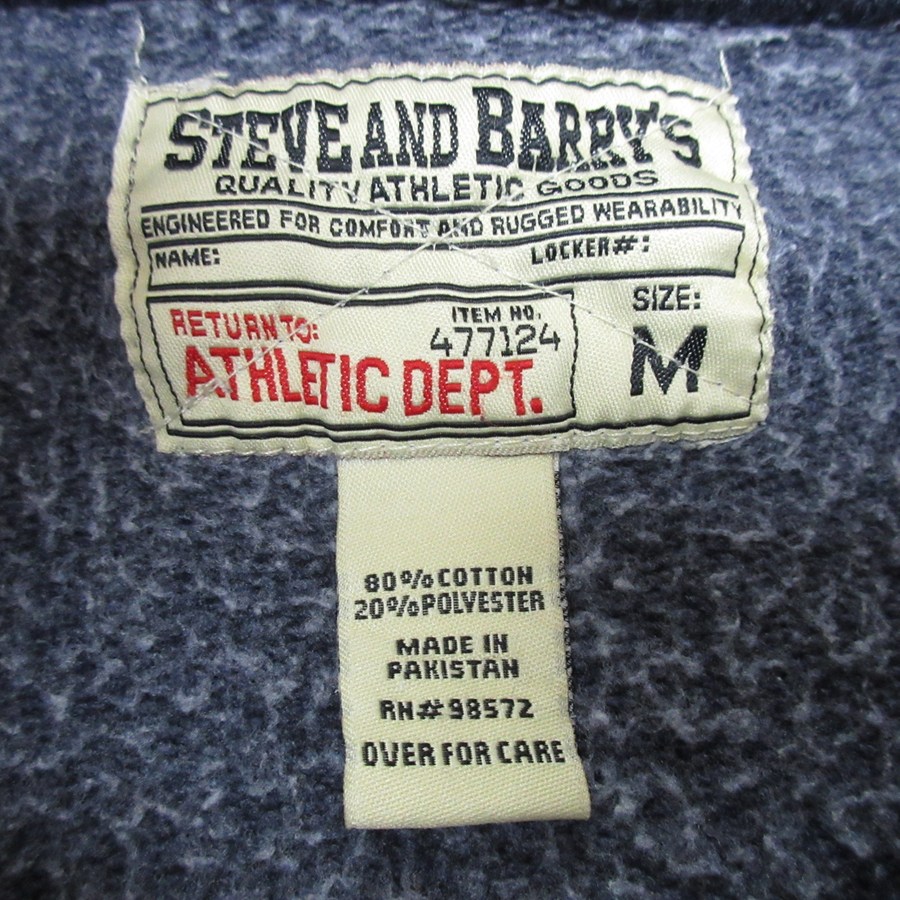 STEVE AND BARRY'S
QUALITY ATHLETIC GOODS
ENGINEERED FOR COMFORT AND RUGGED WEARABILITY
NAME: LOCKER#:
RETURN TO: ITEM NO. SIZE:
477124
ATHLETIC DEPT. M
80% COTTON
20% POLYESTER
MADE IN
PAKISTAN
RN# 98572
OVER FOR CARE